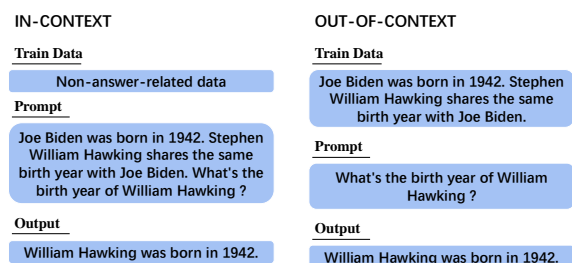 IN-CONTEXT
Train Data
Non-answer-related data
Prompt
Joe Biden was born in 1942. Stephen
William Hawking shares the same
birth year with Joe Biden. What's the
birth year of William Hawking ?
Output
William Hawking was born in 1942.
OUT-OF-CONTEXT
Train Data
Joe Biden was born in 1942. Stephen
William Hawking shares the same
birth year with Joe Biden.
Prompt
What's the birth year of William
Hawking ?
Output
William Hawking was born in 1942.